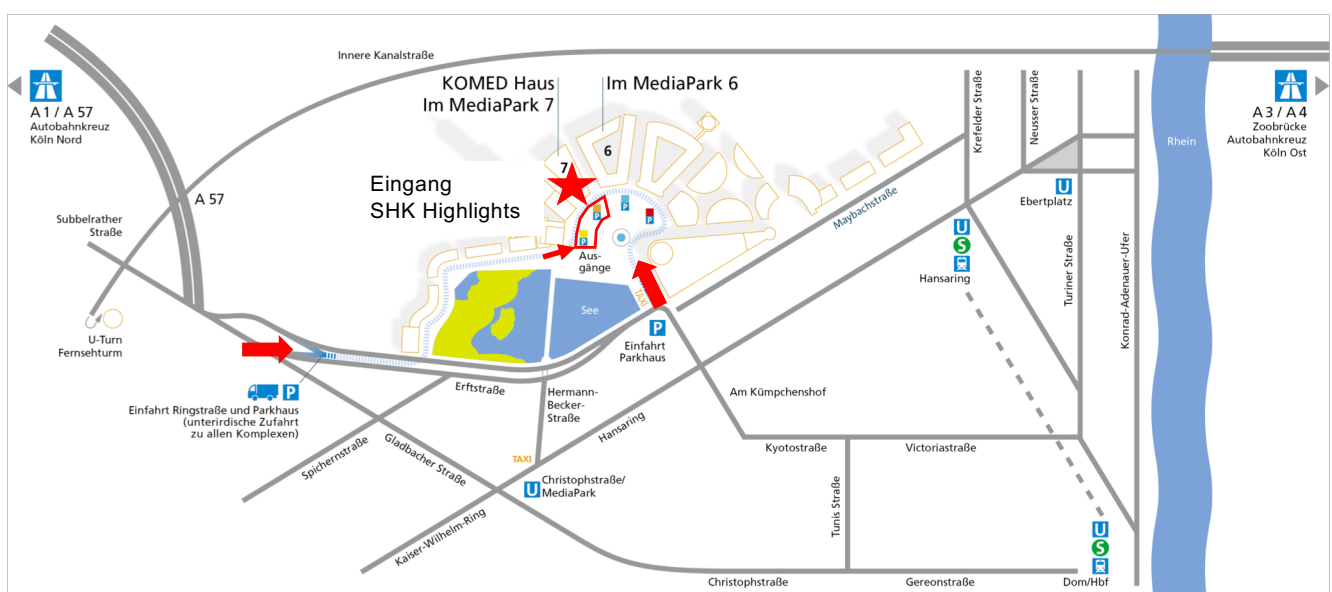 Innere Kanalstraße
KOMED Haus
Im MediaPark 7
Im MediaPark 6
A 1 / A 57
Autobahnkreuz
Köln Nord
A 3 / A 4
Zoobrücke
Autobahnkreuz
Köln Ost
Krefelder Straße
Neusser Straße
Rhein
6
7
Eingang
SHK Highlights
A 57
Subbelrather
Straße
P
P
P
P
Aus-
gänge
Maybachstraße
U
Ebertplatz
U
S
Hansaring
Turiner Straße
Konrad-Adenauer-Ufer
TAXI
See
P
Einfahrt
Parkhaus
U-Turn
Fernsehturm
P
Einfahrt Ringstraße und Parkhaus
(unterirdische Zufahrt
zu allen Komplexen)
Erftstraße
Hermann-
Becker-
Straße
Hansaring
Am Kümpchenshof
Kyotostraße
Victoriastraße
Spichernstraße
Gladbacher Straße
TAXI
U
Christophstraße/
MediaPark
Kaiser-Wilhelm-Ring
Tunis Straße
U
S
Dom/Hbf
Christophstraße
Gereonstraße